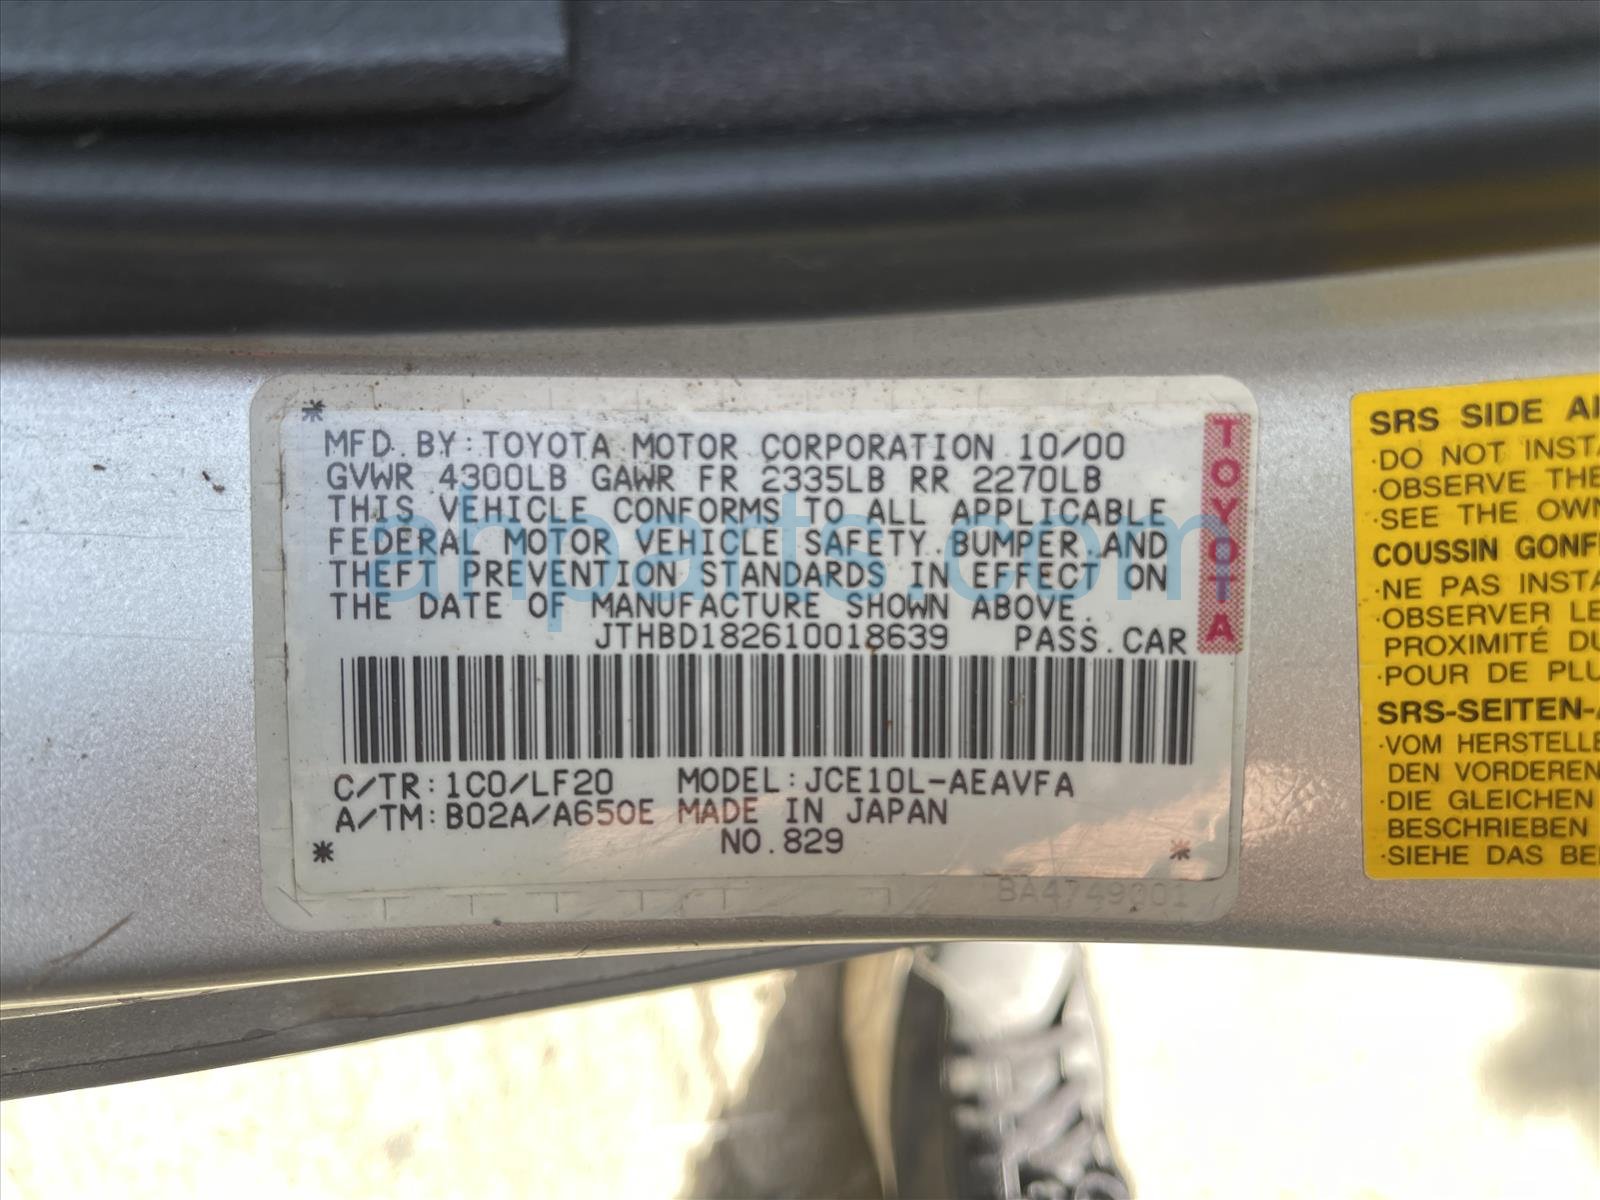 MFD. BY: TOYOTA MOTOR CORPORATION 10/00
GVWR 4300LB GAWR FR 2335LB RR 2270LB
THIS VEHICLE CONFORMS TO ALL APPLICABLE
FEDERAL MOTOR VEHICLE SAFETY, BUMPER, AND
THEFT PREVENTION STANDARDS IN EFFECT ON
THE DATE OF MANUFACTURE SHOWN ABOVE.
JTHBD182610018639 PASS. CAR
C/TR: 1C0/LF20 MODEL: JCE10L-AEAVFA
A/TM: B02A/A650E MADE IN JAPAN
NO. 829
BA4749001
TOYOTA
ahparts.com
SRS SIDE AI
·DO NOT INSTA
·OBSERVE THE
·SEE THE OWN
COUSSIN GONF
·NE PAS INSTA
·OBSERVER LE
PROXIMITÉ DU
·POUR DE PLU
SRS-SEITEN-A
·VOM HERSTELLE
DEN VORDEREN
·DIE GLEICHEN
BESCHRIEBEN
·SIEHE DAS BE